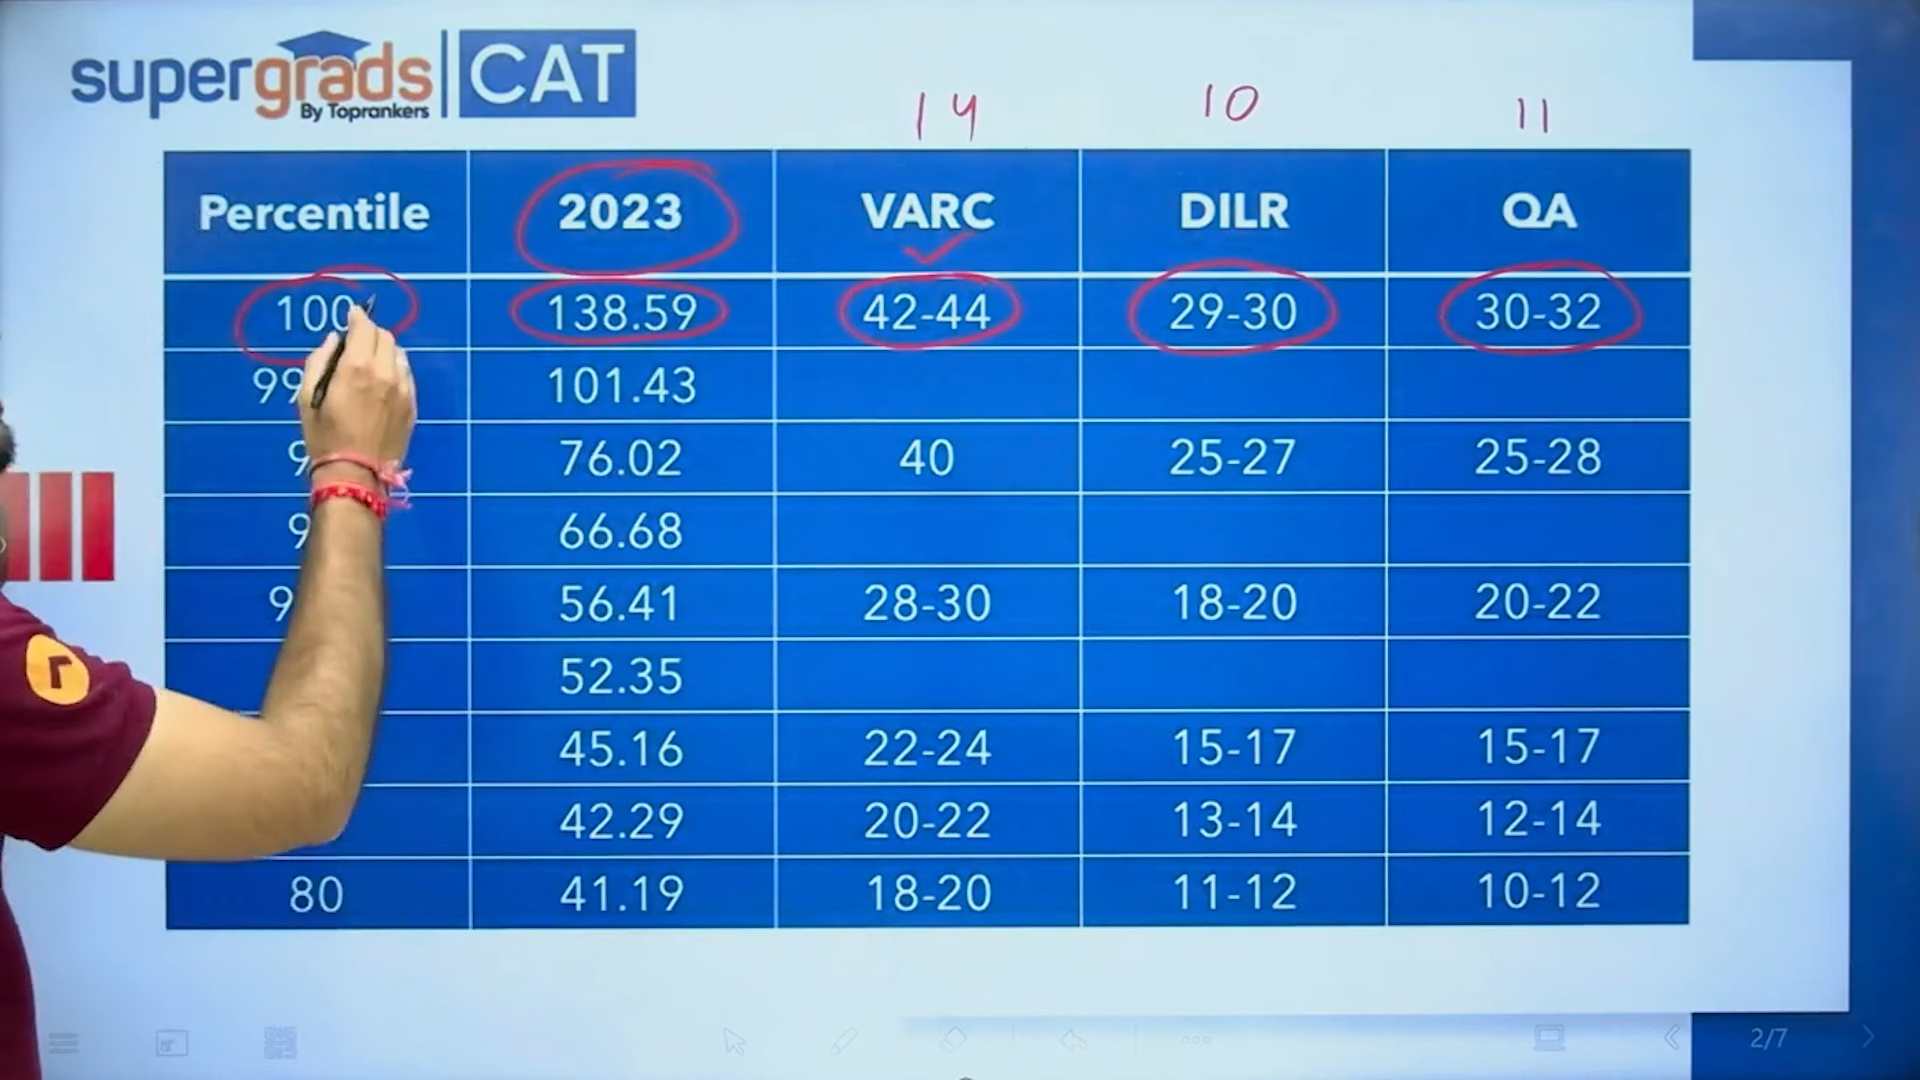 supergrads CAT
By Toprankers
14 10 11
Percentile 2023 VARC DILR QA
100 138.59 42-44 29-30 30-32
101.43
76.02 40 25-27 25-28
66.68
56.41 28-30 18-20 20-22
52.35
45.16 22-24 15-17 15-17
42.29 20-22 13-14 12-14
80 41.19 18-20 11-12 10-12
2/7